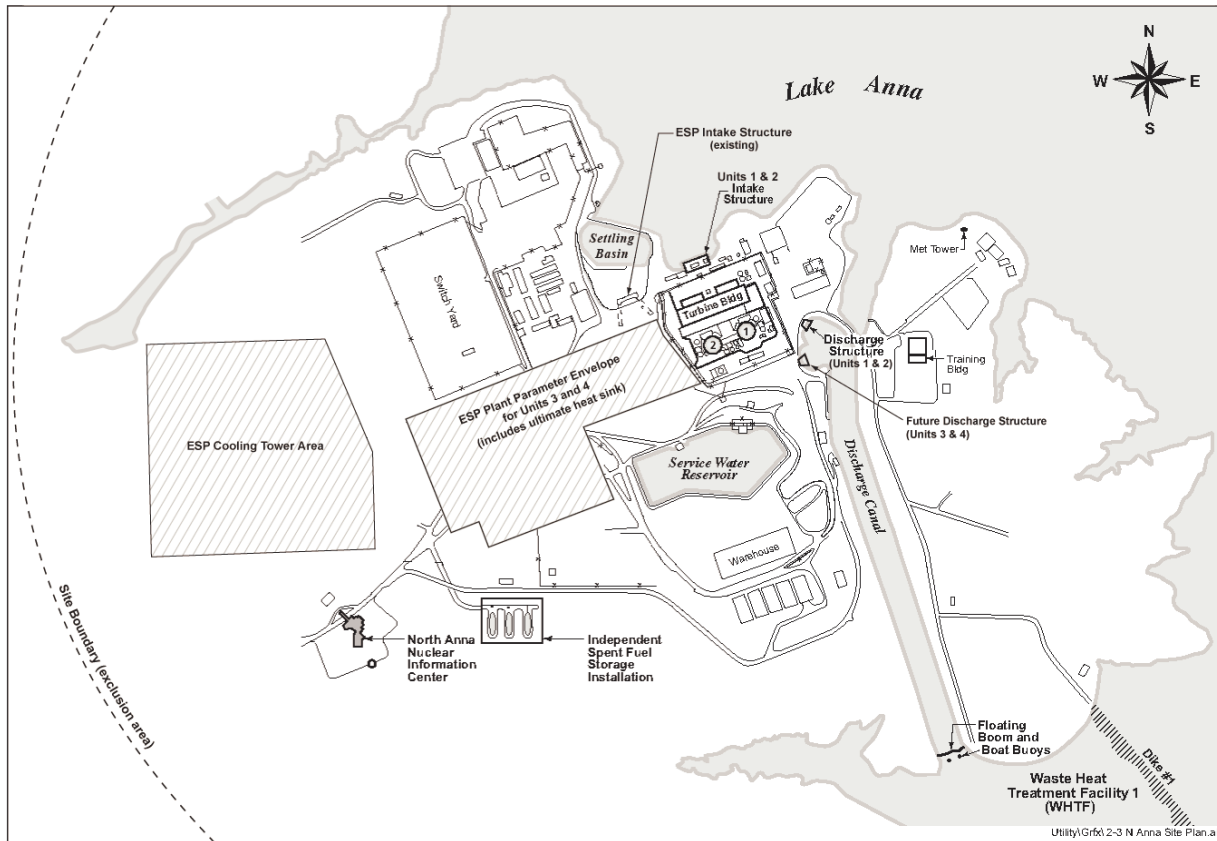 N
W E
S
Lake Anna
ESP Intake Structure
(existing)
Units 1 & 2
Intake
Structure
Settling
Basin
Met Tower
Switch Yard
Turbine Bldg
1
2
Discharge
Structure
(Units 1 & 2)
Training
Bldg
ESP Plant Parameter Envelope
for Units 3 and 4
(includes ultimate heat sink)
Future Discharge Structure
(Units 3 & 4)
ESP Cooling Tower Area
Service Water
Reservoir
Discharge Canal
Warehouse
Site Boundary (exclusion area)
North Anna
Nuclear
Information
Center
Independent
Spent Fuel
Storage
Installation
Floating
Boom and
Boat Buoys
Dike #1
Waste Heat
Treatment Facility 1
(WHTF)
Utility\Grfx\ 2-3 N Anna Site Plan.a